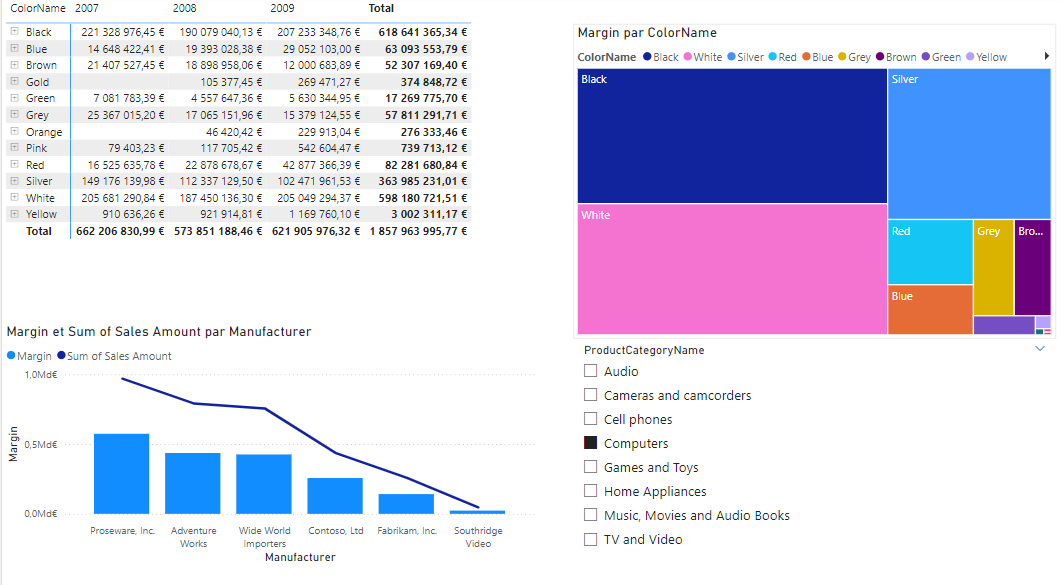 ColorName 2007 2008 2009 Total
Black 221 328 976,45 € 190 079 040,13 € 207 233 348,76 € 618 641 365,34 €
Blue 14 648 422,41 € 19 393 028,38 € 29 052 103,00 € 63 093 553,79 €
Brown 21 407 527,45 € 18 898 958,06 € 12 000 683,89 € 52 307 169,40 €
Gold 105 377,45 € 269 471,27 € 374 848,72 €
Green 7 081 783,39 € 4 557 647,36 € 5 630 344,95 € 17 269 775,70 €
Grey 25 367 015,20 € 17 065 151,96 € 15 379 124,55 € 57 811 291,71 €
Orange 46 420,42 € 229 913,04 € 276 333,46 €
Pink 79 403,23 € 117 705,42 € 542 604,47 € 739 713,12 €
Red 16 525 635,78 € 22 878 678,67 € 42 877 366,39 € 82 281 680,84 €
Silver 149 176 139,98 € 112 337 129,50 € 102 471 961,53 € 363 985 231,01 €
White 205 681 290,84 € 187 450 136,30 € 205 049 294,37 € 598 180 721,51 €
Yellow 910 636,26 € 921 914,81 € 1 169 760,10 € 3 002 311,17 €
Total 662 206 830,99 € 573 851 188,46 € 621 905 976,32 € 1 857 963 995,77 €
Margin par ColorName
ColorName Black White Silver Red Blue Grey Brown Green Yellow
Black
Silver
White
Red
Grey
Bro...
Blue
Margin et Sum of Sales Amount par Manufacturer
Margin Sum of Sales Amount
1,0Md€
0,5Md€
0,0Md€
Margin
Proseware, Inc.
Adventure
Works
Wide World
Importers
Contoso, Ltd
Fabrikam, Inc.
Southridge
Video
Manufacturer
ProductCategoryName
Audio
Cameras and camcorders
Cell phones
Computers
Games and Toys
Home Appliances
Music, Movies and Audio Books
TV and Video